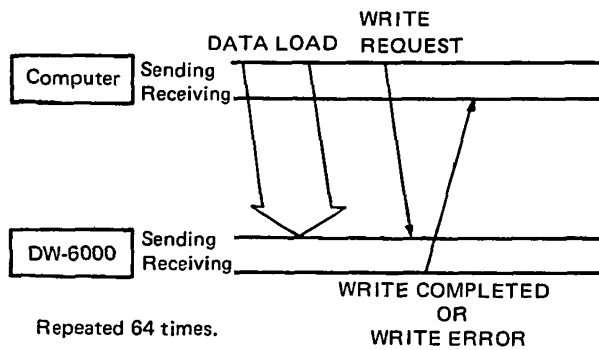 WRITE
DATA LOAD REQUEST
Computer Sending
Receiving
DW-6000 Sending
Receiving
WRITE COMPLETED
OR
Repeated 64 times. WRITE ERROR